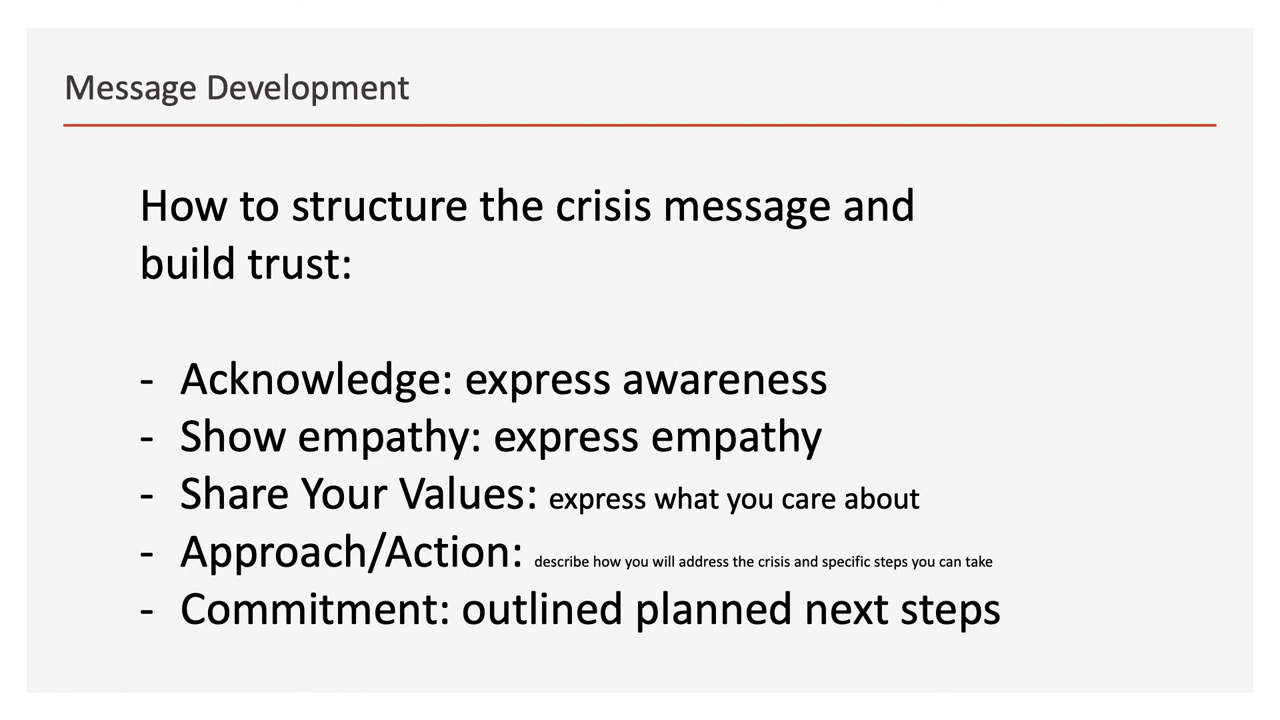 Message Development
How to structure the crisis message and
build trust:
- Acknowledge: express awareness
- Show empathy: express empathy
- Share Your Values: express what you care about
- Approach/Action: describe how you will address the crisis and specific steps you can take
- Commitment: outlined planned next steps